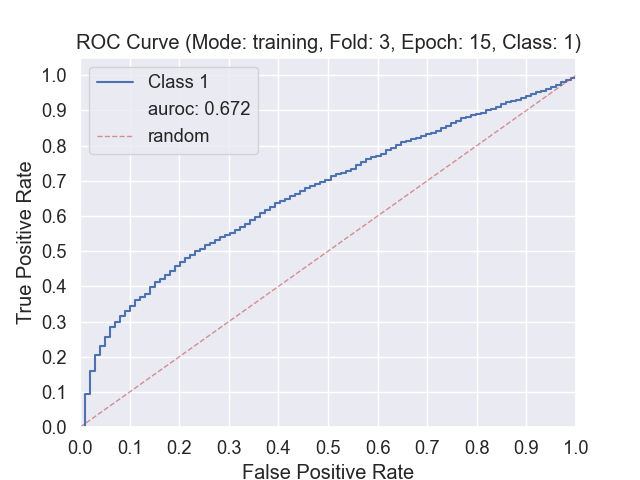 ROC Curve (Mode: training, Fold: 3, Epoch: 15, Class: 1)
Class 1
auroc: 0.672
random
True Positive Rate
1.0
0.9
0.8
0.7
0.6
0.5
0.4
0.3
0.2
0.1
0.0
0.0 0.1 0.2 0.3 0.4 0.5 0.6 0.7 0.8 0.9 1.0
False Positive Rate